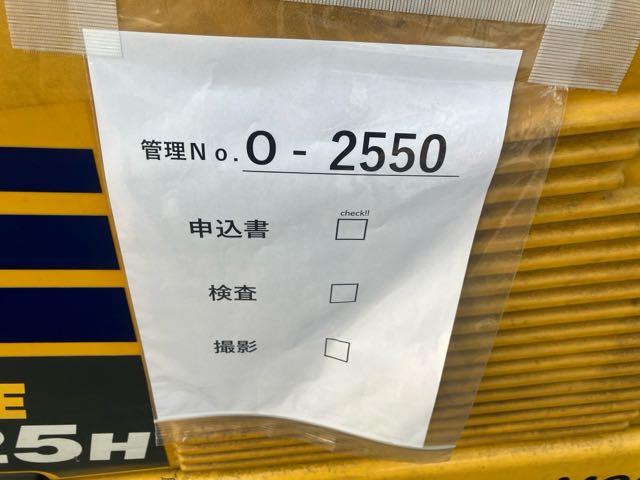 管理No. O - 2550
check!!
申込書
検査
撮影
E
25H